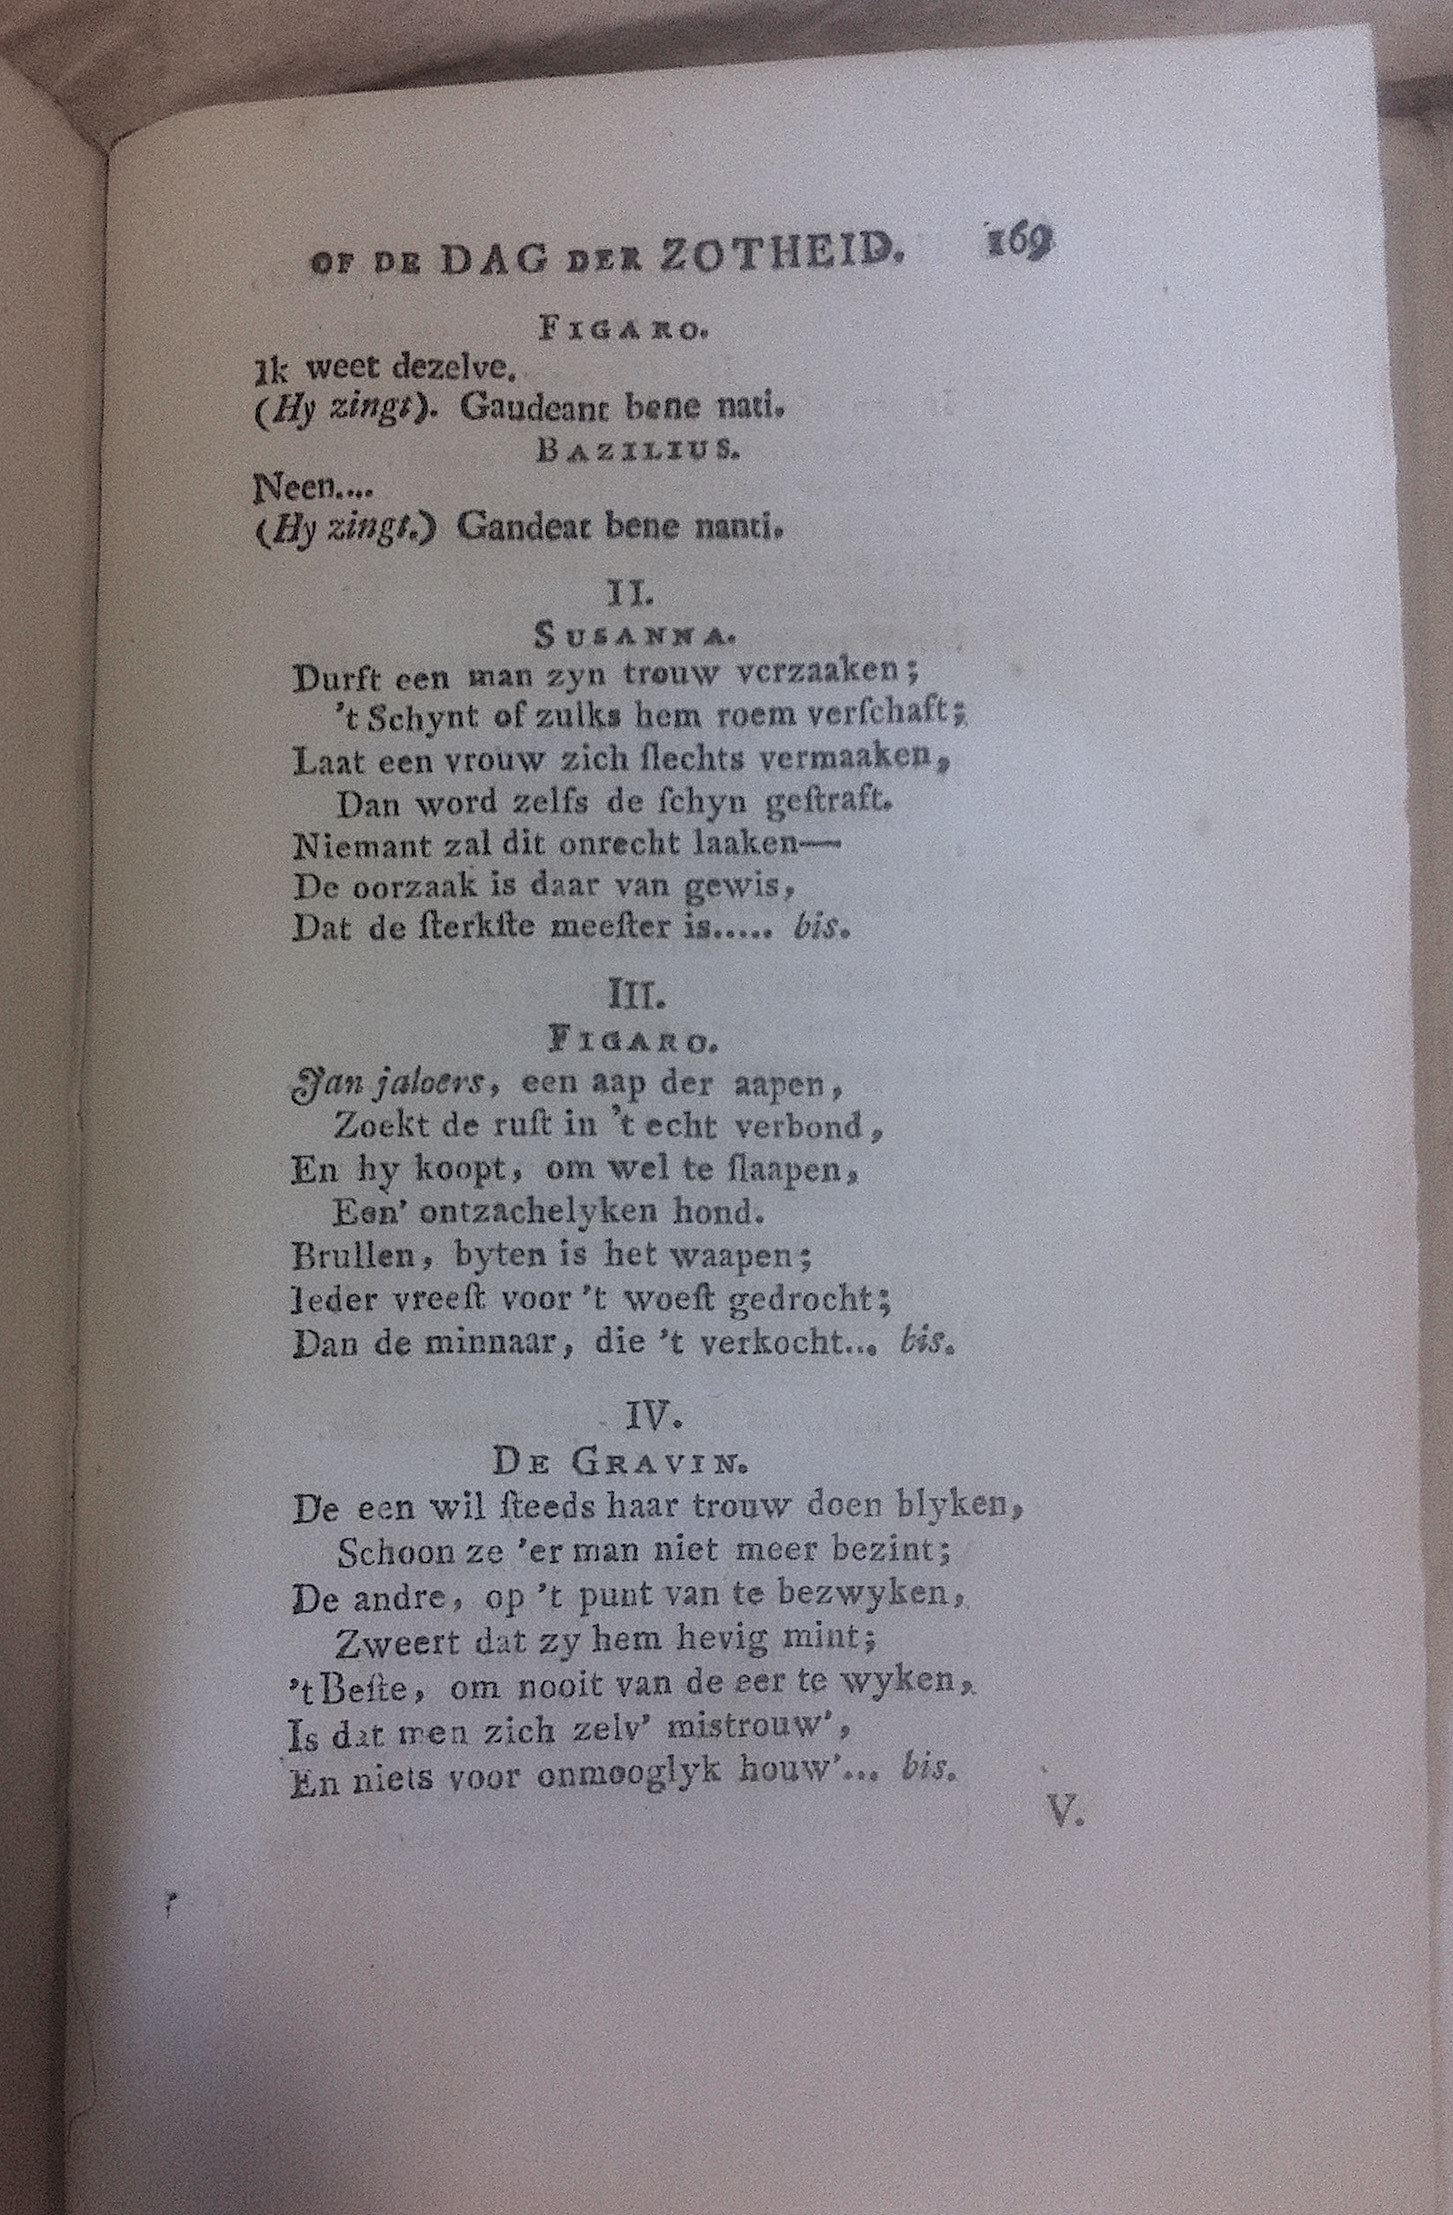 OF DE DAG DER ZOTHEID. 169
FIGARO.
Ik weet dezelve.
(Hy zingt). Gaudeant bene nati.
BAZILIUS.
Neen....
(Hy zingt.) Gandeat bene nanti.
II.
SUSANNA.
Durft een man zyn trouw verzaaken;
't Schynt of zulks hem roem verſchaft;
Laat een vrouw zich ſlechts vermaaken,
Dan word zelfs de ſchyn geſtraft.
Niemant zal dit onrecht laaken—
De oorzaak is daar van gewis,
Dat de ſterkſte meeſter is..... bis.
III.
FIGARO.
Jan jaloers, een aap der aapen,
Zoekt de ruſt in 't echt verbond,
En hy koopt, om wel te ſlaapen,
Een' ontzachelyken hond.
Brullen, byten is het waapen;
Ieder vreeſt voor 't woeſt gedrocht;
Dan de minnaar, die 't verkocht... bis.
IV.
DE GRAVIN.
De een wil ſteeds haar trouw doen blyken,
Schoon ze 'er man niet meer bezint;
De andre, op 't punt van te bezwyken,
Zweert dat zy hem hevig mint;
't Beſte, om nooit van de eer te wyken,
Is dat men zich zelv' mistrouw',
En niets voor onmooglyk houw'... bis.
V.